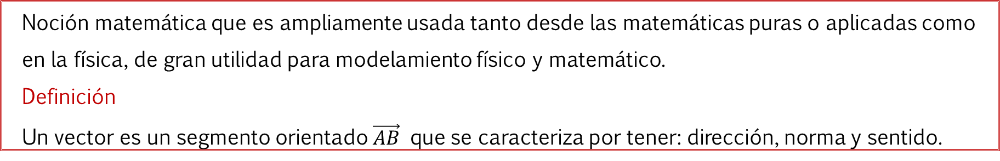 Noción matemática que es ampliamente usada tanto desde las matemáticas puras o aplicadas como
en la física, de gran utilidad para modelamiento físico y matemático.
Definición
Un vector es un segmento orientado $\overrightarrow{AB}$ que se caracteriza por tener: dirección, norma y sentido.